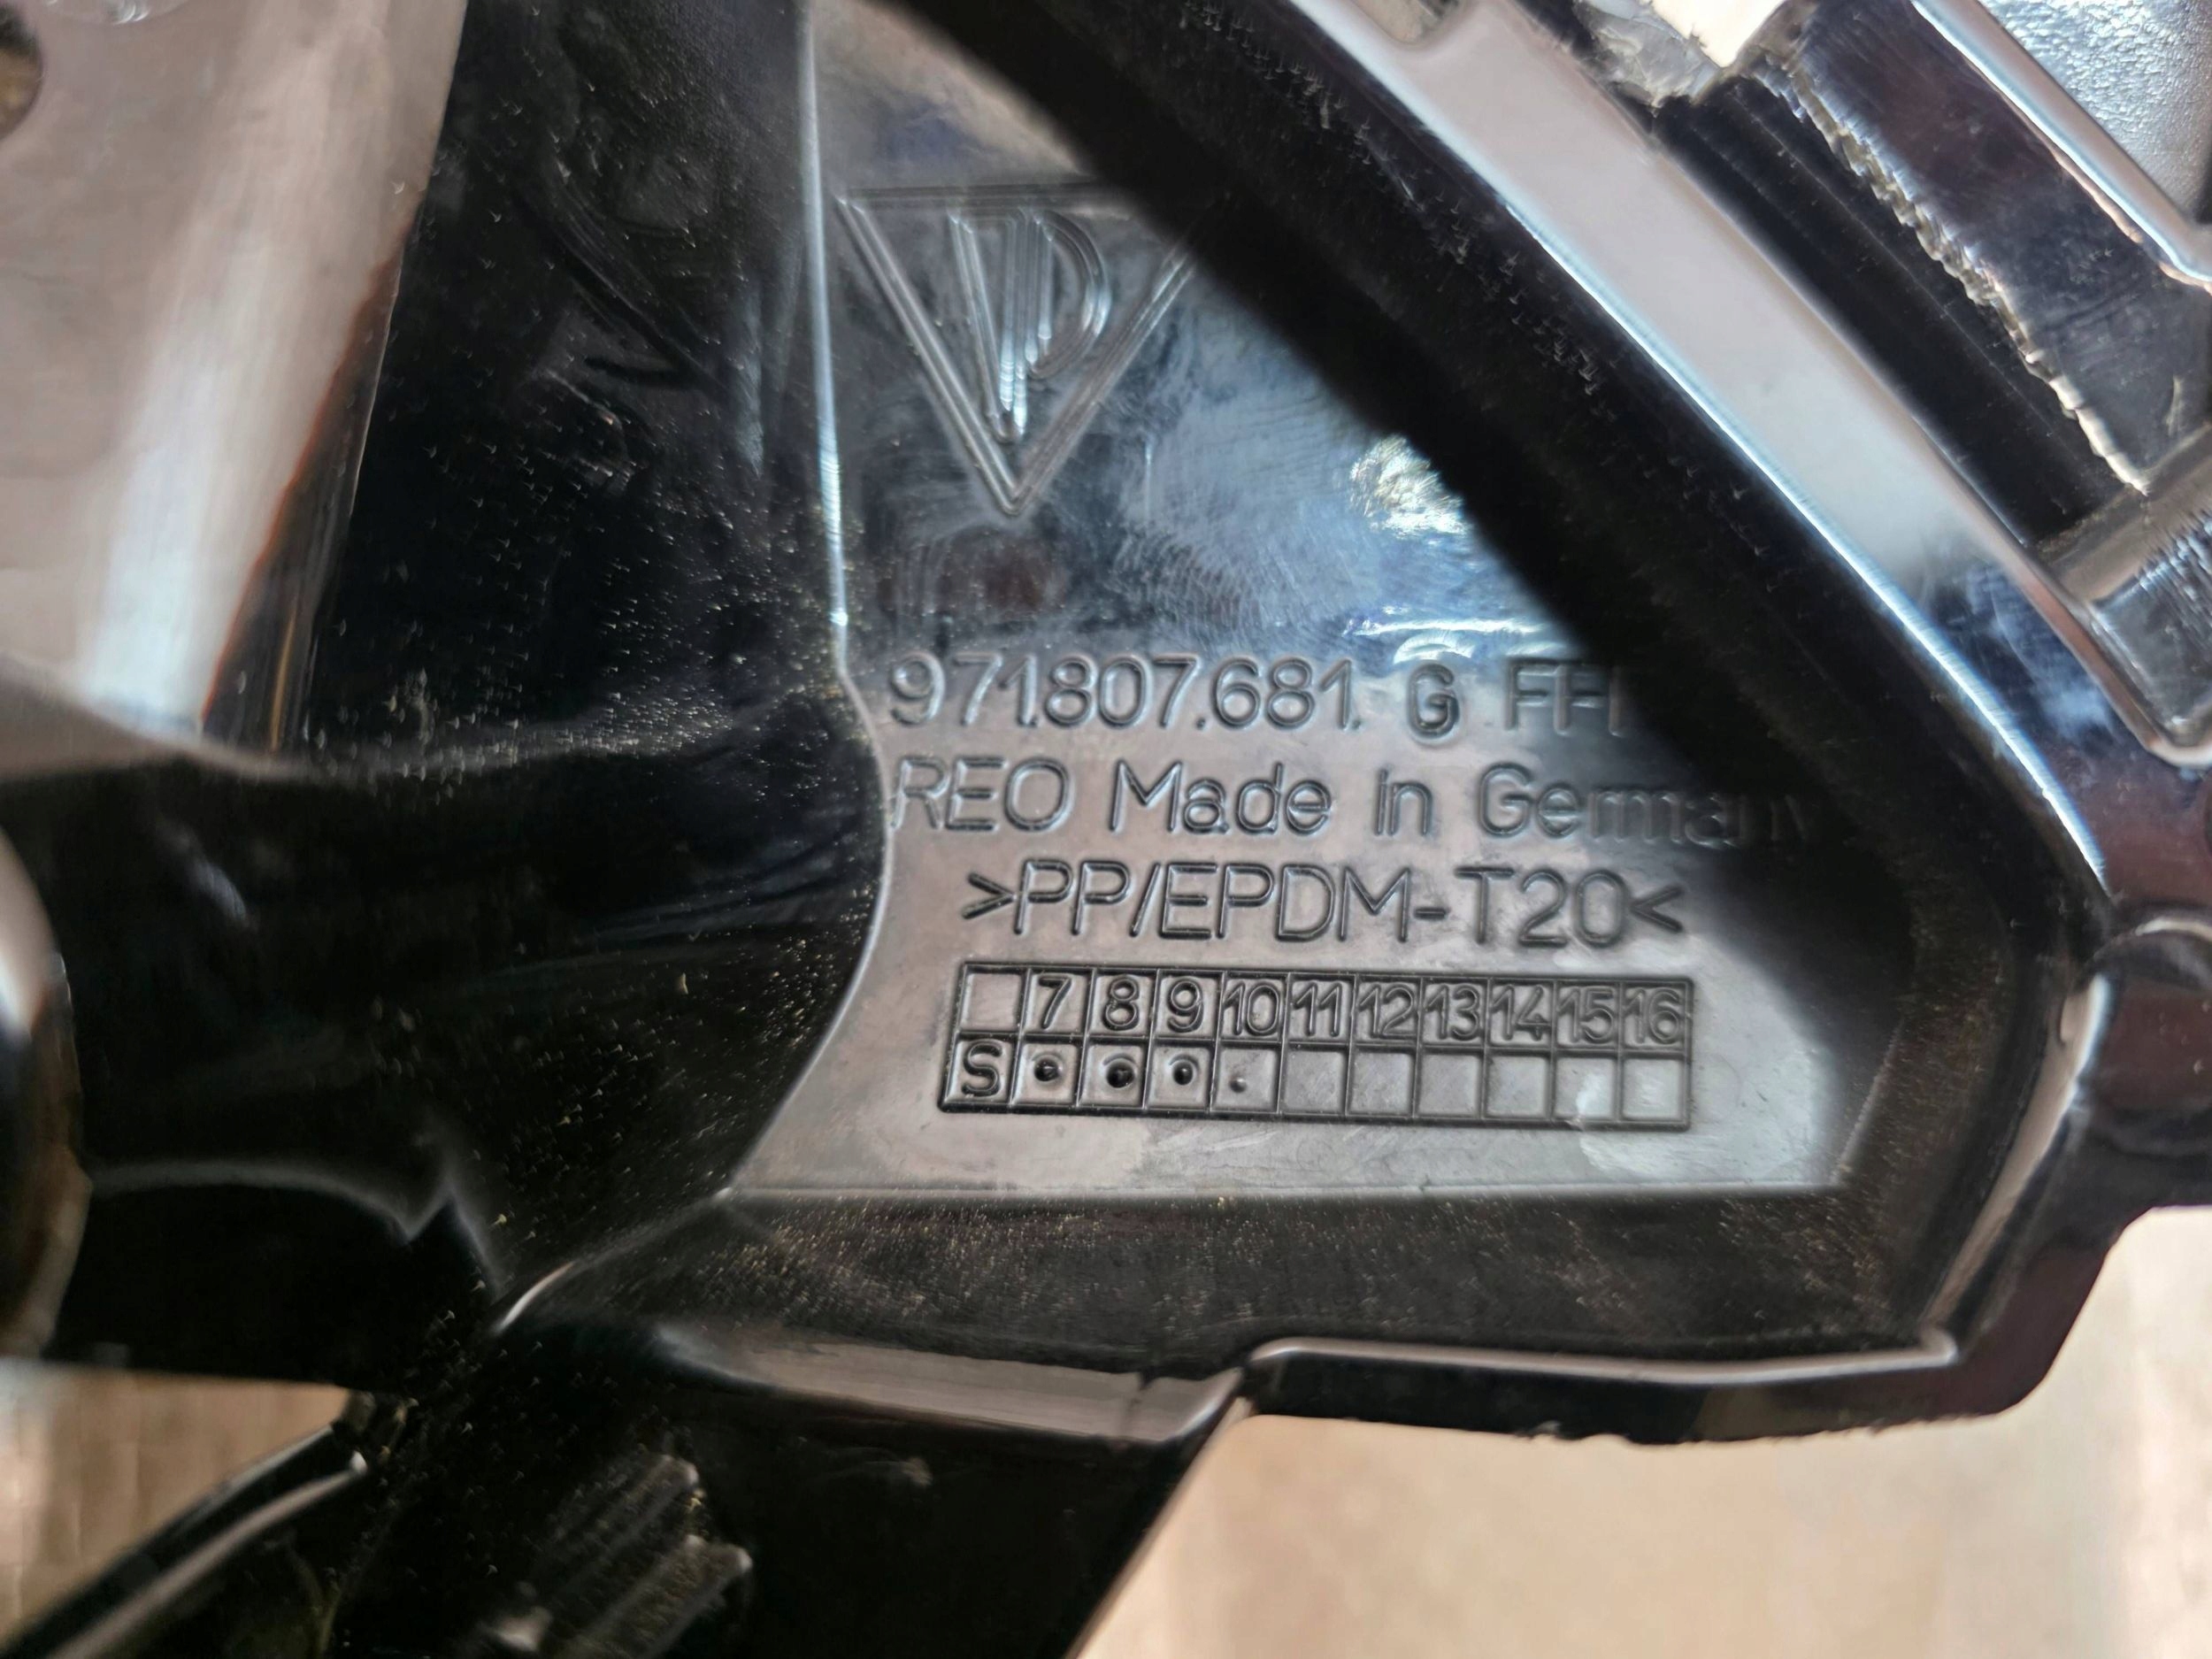 971.807.681. G FFF
REO Made in Germany
>PP/EPDM-T20<
7 8 9 10 11 12 13 14 15 16
S